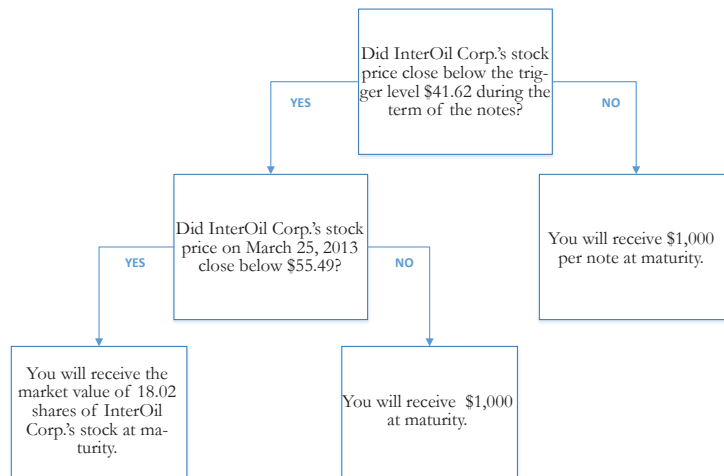 Did InterOil Corp.'s stock
price close below the trig-
ger level $41.62 during the
term of the notes?
YES
NO
Did InterOil Corp.'s stock
price on March 25, 2013
close below $55.49?
You will receive $1,000
per note at maturity.
YES
NO
You will receive the
market value of 18.02
shares of InterOil
Corp.'s stock at ma-
turity.
You will receive  $1,000
at maturity.